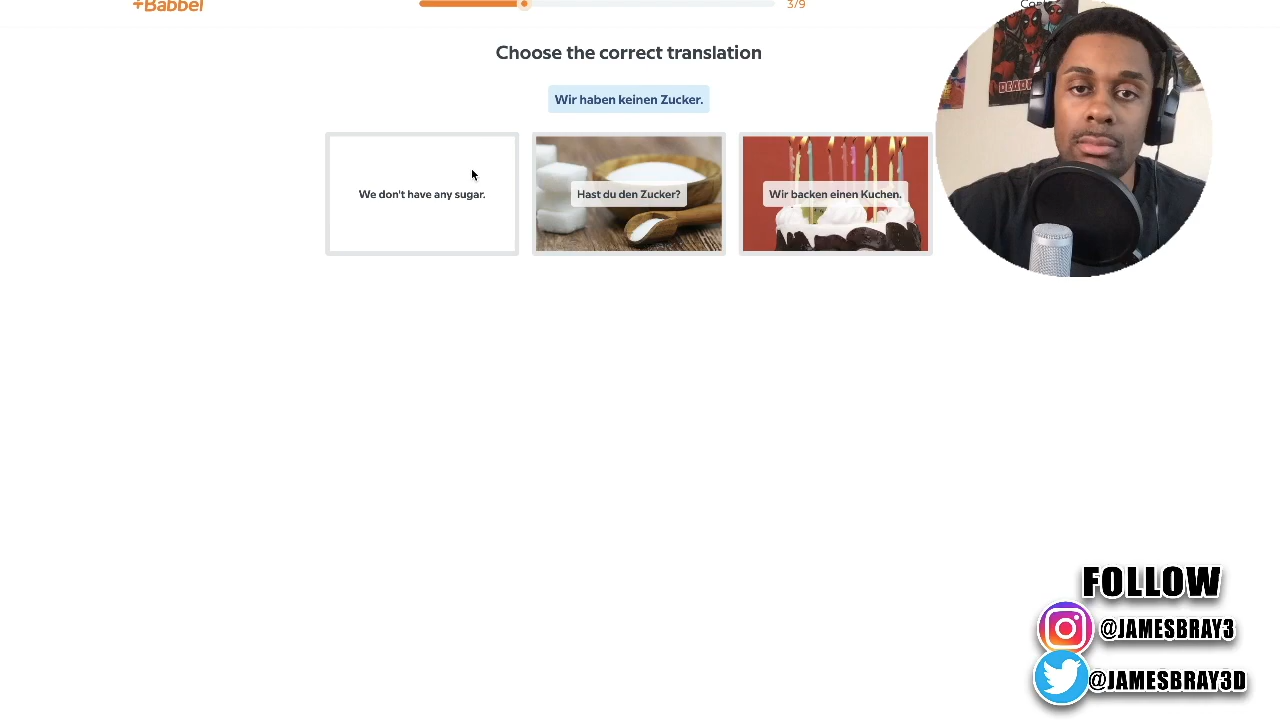 +Babbel
3/9
Choose the correct translation
Wir haben keinen Zucker.
We don't have any sugar.
Hast du den Zucker?
Wir backen einen Kuchen.
FOLLOW
@JAMESBRAY3
@JAMESBRAY3D